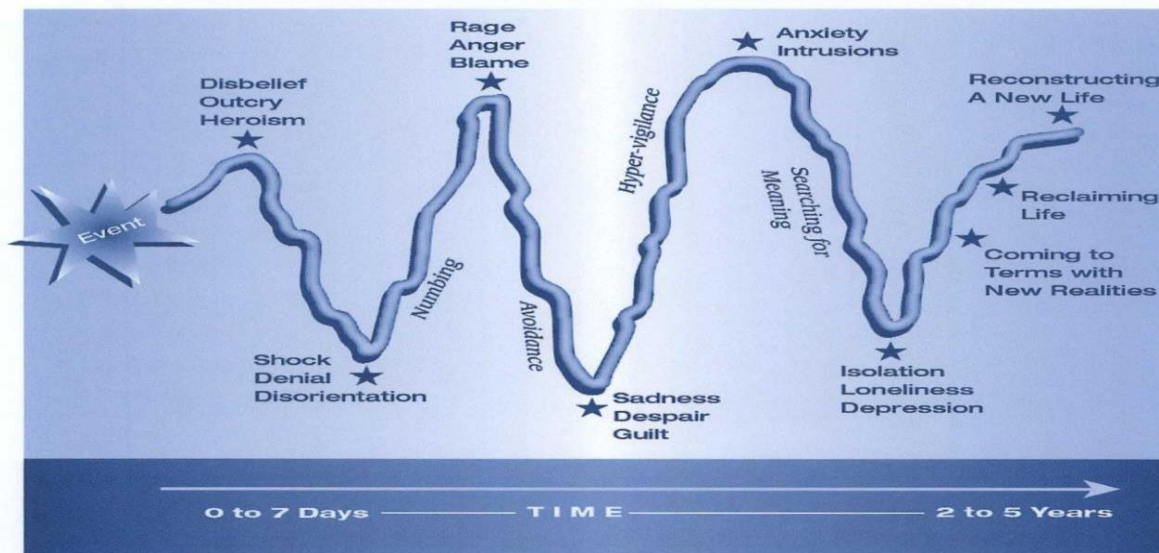 Event
Disbelief
Outcry
Heroism
Shock
Denial
Disorientation
Numbing
Rage
Anger
Blame
Avoidance
Sadness
Despair
Guilt
Hyper-vigilance
Anxiety
Intrusions
Searching for
Meaning
Isolation
Loneliness
Depression
Coming to
Terms with
New Realities
Reclaiming
Life
Reconstructing
A New Life
0 to 7 Days
TIME
2 to 5 Years